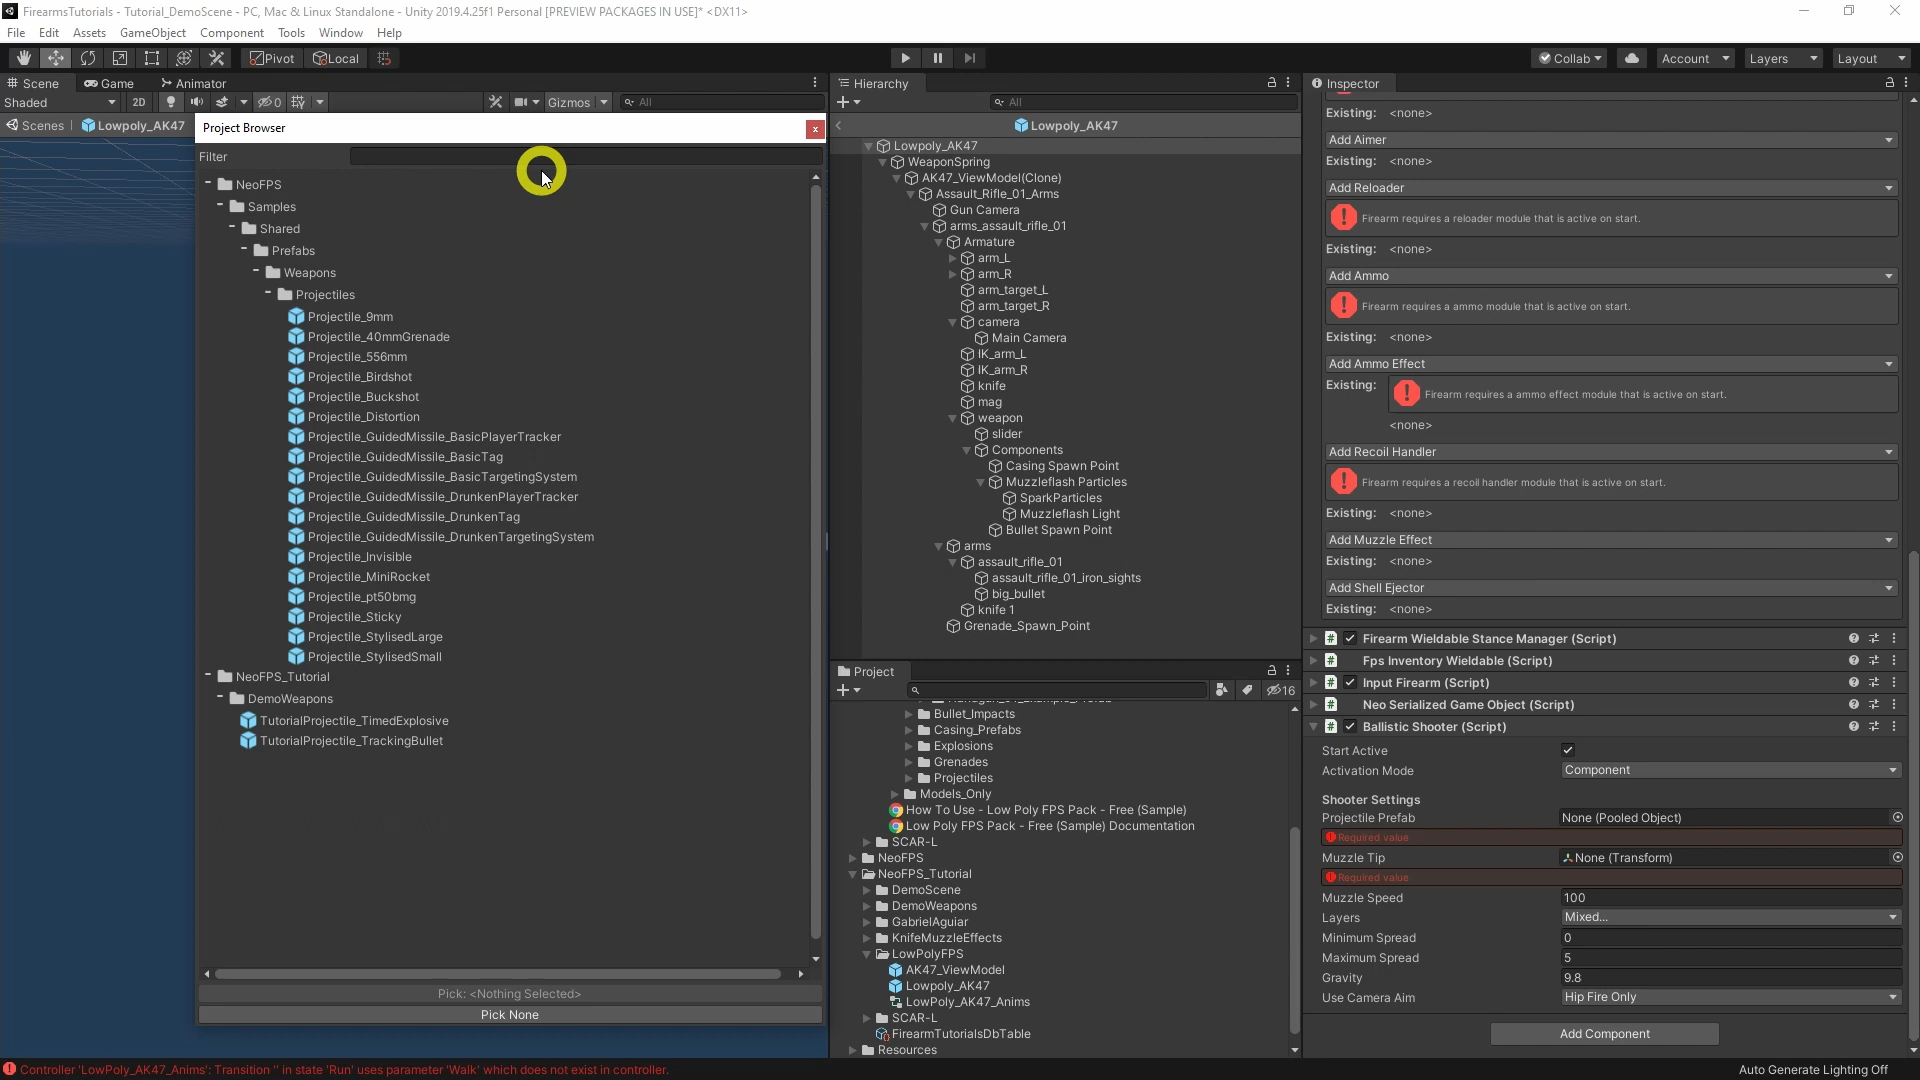 FirearmsTutorials - Tutorial_DemoScene - PC, Mac & Linux Standalone - Unity 2019.4.25f1 Personal [PREVIEW PACKAGES IN USE]* <DX11>
File Edit Assets GameObject Component Tools Window Help
Pivot Local Collab Account Layers Layout
Scene Game Animator
Shaded 2D 0 Gizmos All
Scenes Lowpoly_AK47
Project Browser
Filter
NeoFPS
Samples
Shared
Prefabs
Weapons
Projectiles
Projectile_9mm
Projectile_40mmGrenade
Projectile_556mm
Projectile_Birdshot
Projectile_Buckshot
Projectile_Distortion
Projectile_GuidedMissile_BasicPlayerTracker
Projectile_GuidedMissile_BasicTag
Projectile_GuidedMissile_BasicTargetingSystem
Projectile_GuidedMissile_DrunkenPlayerTracker
Projectile_GuidedMissile_DrunkenTag
Projectile_GuidedMissile_DrunkenTargetingSystem
Projectile_Invisible
Projectile_MiniRocket
Projectile_pt50bmg
Projectile_Sticky
Projectile_StylisedLarge
Projectile_StylisedSmall
NeoFPS_Tutorial
DemoWeapons
TutorialProjectile_TimedExplosive
TutorialProjectile_TrackingBullet
Pick: <Nothing Selected>
Pick None
Hierarchy
All
Lowpoly_AK47
Lowpoly_AK47
WeaponSpring
AK47_ViewModel(Clone)
Assault_Rifle_01_Arms
Gun Camera
arms_assault_rifle_01
Armature
arm_L
arm_R
arm_target_L
arm_target_R
camera
Main Camera
IK_arm_L
IK_arm_R
knife
mag
weapon
slider
Components
Casing Spawn Point
Muzzleflash Particles
SparkParticles
Muzzleflash Light
Bullet Spawn Point
arms
assault_rifle_01
assault_rifle_01_iron_sights
big_bullet
knife 1
Grenade_Spawn_Point
Project
16
Bullet_Impacts
Casing_Prefabs
Explosions
Grenades
Projectiles
Models_Only
How To Use - Low Poly FPS Pack - Free (Sample)
Low Poly FPS Pack - Free (Sample) Documentation
SCAR-L
NeoFPS
NeoFPS_Tutorial
DemoScene
DemoWeapons
GabrielAguiar
KnifeMuzzleEffects
LowPolyFPS
AK47_ViewModel
Lowpoly_AK47
LowPoly_AK47_Anims
SCAR-L
FirearmTutorialsDbTable
Resources
Inspector
Existing: <none>
Add Aimer
Existing: <none>
Add Reloader
Firearm requires a reloader module that is active on start.
Existing: <none>
Add Ammo
Firearm requires a ammo module that is active on start.
Existing: <none>
Add Ammo Effect
Existing: Firearm requires a ammo effect module that is active on start.
<none>
Add Recoil Handler
Firearm requires a recoil handler module that is active on start.
Existing: <none>
Add Muzzle Effect
Existing: <none>
Add Shell Ejector
Existing: <none>
Firearm Wieldable Stance Manager (Script)
Fps Inventory Wieldable (Script)
Input Firearm (Script)
Neo Serialized Game Object (Script)
Ballistic Shooter (Script)
Start Active
Activation Mode Component
Shooter Settings
Projectile Prefab None (Pooled Object)
Required value
Muzzle Tip None (Transform)
Required value
Muzzle Speed 100
Layers Mixed...
Minimum Spread 0
Maximum Spread 5
Gravity 9.8
Use Camera Aim Hip Fire Only
Add Component
Controller 'LowPoly_AK47_Anims': Transition '' in state 'Run' uses parameter 'Walk' which does not exist in controller.
Auto Generate Lighting Off